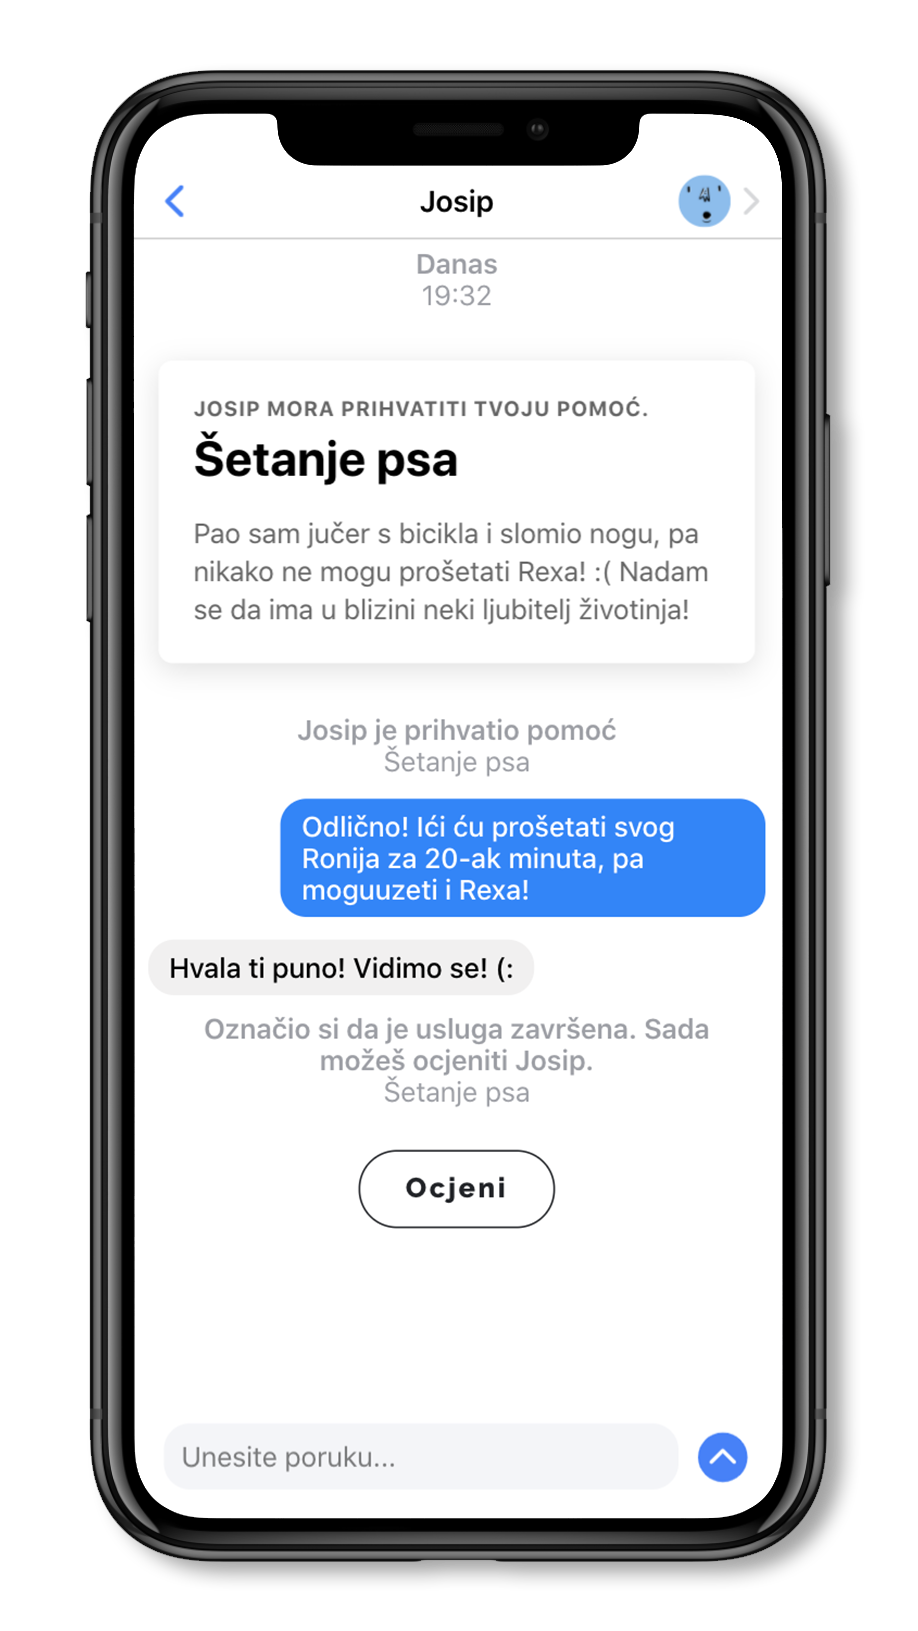 Josip
Danas
19:32
JOSIP MORA PRIHVATITI TVOJU POMOĆ.
Šetanje psa
Pao sam jučer s bicikla i slomio nogu, pa
nikako ne mogu prošetati Rexa! :( Nadam
se da ima u blizini neki ljubitelj životinja!
Josip je prihvatio pomoć
Šetanje psa
Odlično! Ići ću prošetati svog
Ronija za 20-ak minuta, pa
moguuzeti i Rexa!
Hvala ti puno! Vidimo se! (:
Označio si da je usluga završena. Sada
možeš ocjeniti Josip.
Šetanje psa
Ocjeni
Unesite poruku...